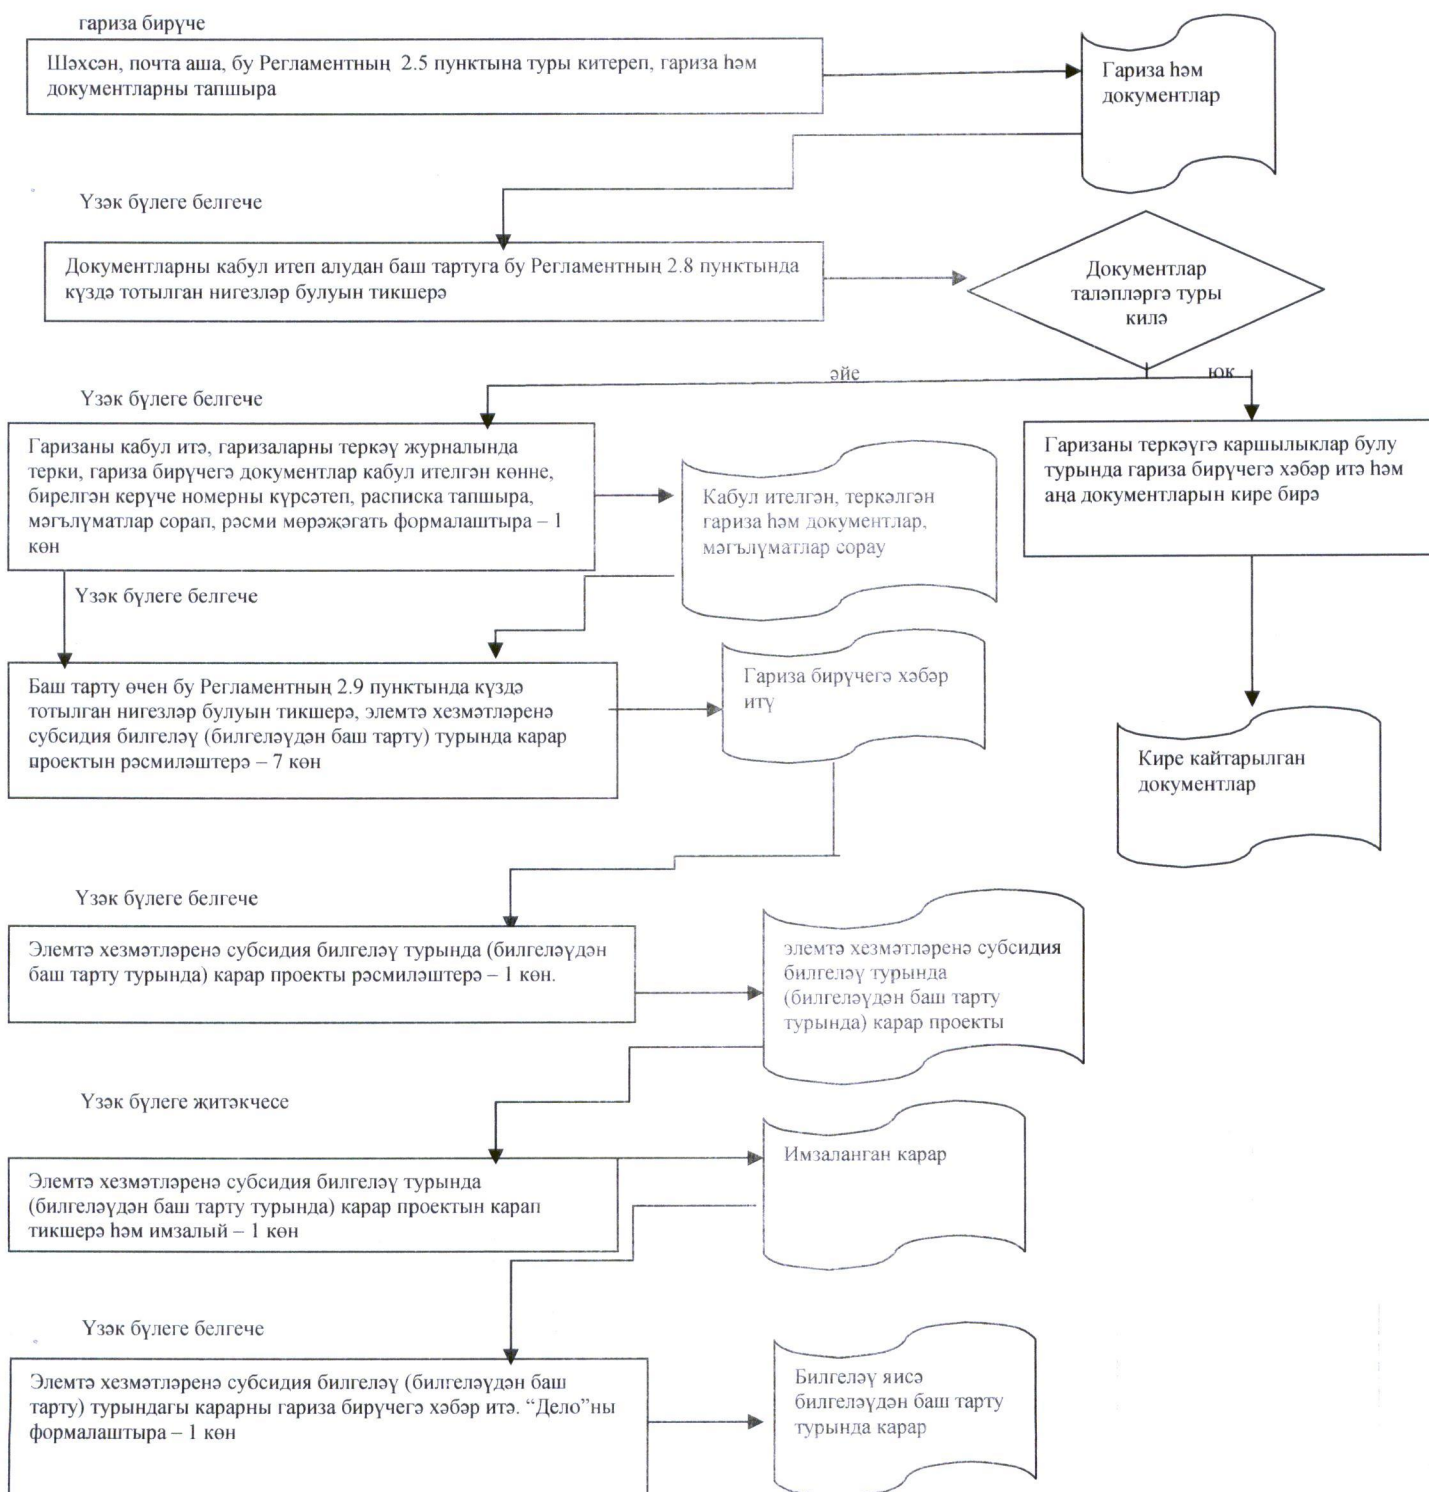 гариза бирүче
Шәхсән, почта аша, бу Регламентның 2.5 пунктына туры китереп, гариза һәм
документларны тапшыра
Гариза һәм
документлар
Үзәк бүлеге белгече
Документларны кабул итеп алудан баш тартуга бу Регламентның 2.8 пунктында
күздә тотылган нигезләр булуын тикшерә
Документлар
таләпләргә туры
килә
әйе
юк
Үзәк бүлеге белгече
Гаризаны кабул итә, гаризаларны теркәү журналында
терки, гариза бирүчегә документлар кабул ителгән көнне,
бирелгән керүче номерны күрсәтеп, расписка тапшыра,
мәгълүматлар сорап, рәсми мөрәҗәгать формалаштыра – 1
көн
Кабул ителгән, теркәлгән
гариза һәм документлар,
мәгълүматлар сорау
Гаризаны теркәүгә каршылыклар булу
турында гариза бирүчегә хәбәр итә һәм
аңа документларын кире бирә
Үзәк бүлеге белгече
Баш тарту өчен бу Регламентның 2.9 пунктында күздә
тотылган нигезләр булуын тикшерә, элемтә хезмәтләренә
субсидия билгеләү (билгеләүдән баш тарту) турында карар
проектын рәсмиләштерә – 7 көн
Гариза бирүчегә хәбәр
итү
Кире кайтарылган
документлар
Үзәк бүлеге белгече
Элемтә хезмәтләренә субсидия билгеләү турында (билгеләүдән
баш тарту турында) карар проекты рәсмиләштерә – 1 көн.
элемтә хезмәтләренә субсидия
билгеләү турында
(билгеләүдән баш тарту
турында) карар проекты
Үзәк бүлеге җитәкчесе
Элемтә хезмәтләренә субсидия билгеләү турында
(билгеләүдән баш тарту турында) карар проектын карап
тикшерә һәм имзалый – 1 көн
Имзаланган карар
Үзәк бүлеге белгече
Элемтә хезмәтләренә субсидия билгеләү (билгеләүдән баш
тарту) турындагы карарны гариза бирүчегә хәбәр итә. “Дело”ны
формалаштыра – 1 көн
Билгеләү яисә
билгеләүдән баш тарту
турында карар